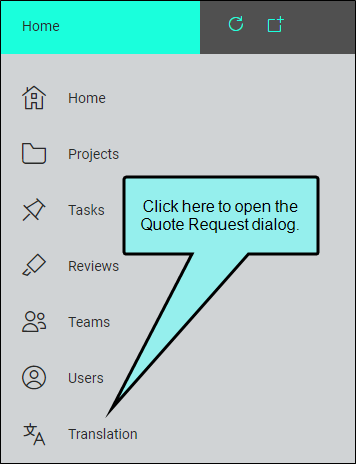 Home
Home
Projects
Tasks
Click here to open the
Quote Request dialog.
Reviews
Teams
Users
Translation